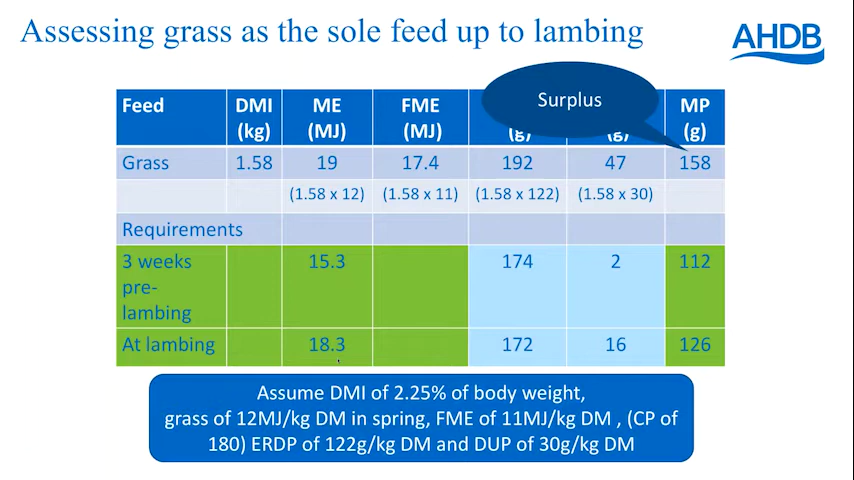 Assessing grass as the sole feed up to lambing
AHDB
Feed DMI (kg) ME (MJ) FME (MJ) (g) (g) MP (g)
Surplus
Grass 1.58 19 17.4 192 47 158
(1.58 x 12) (1.58 x 11) (1.58 x 122) (1.58 x 30)
Requirements
3 weeks pre-lambing 15.3 174 2 112
At lambing 18.3 172 16 126
Assume DMI of 2.25% of body weight,
grass of 12MJ/kg DM in spring, FME of 11MJ/kg DM , (CP of
180) ERDP of 122g/kg DM and DUP of 30g/kg DM